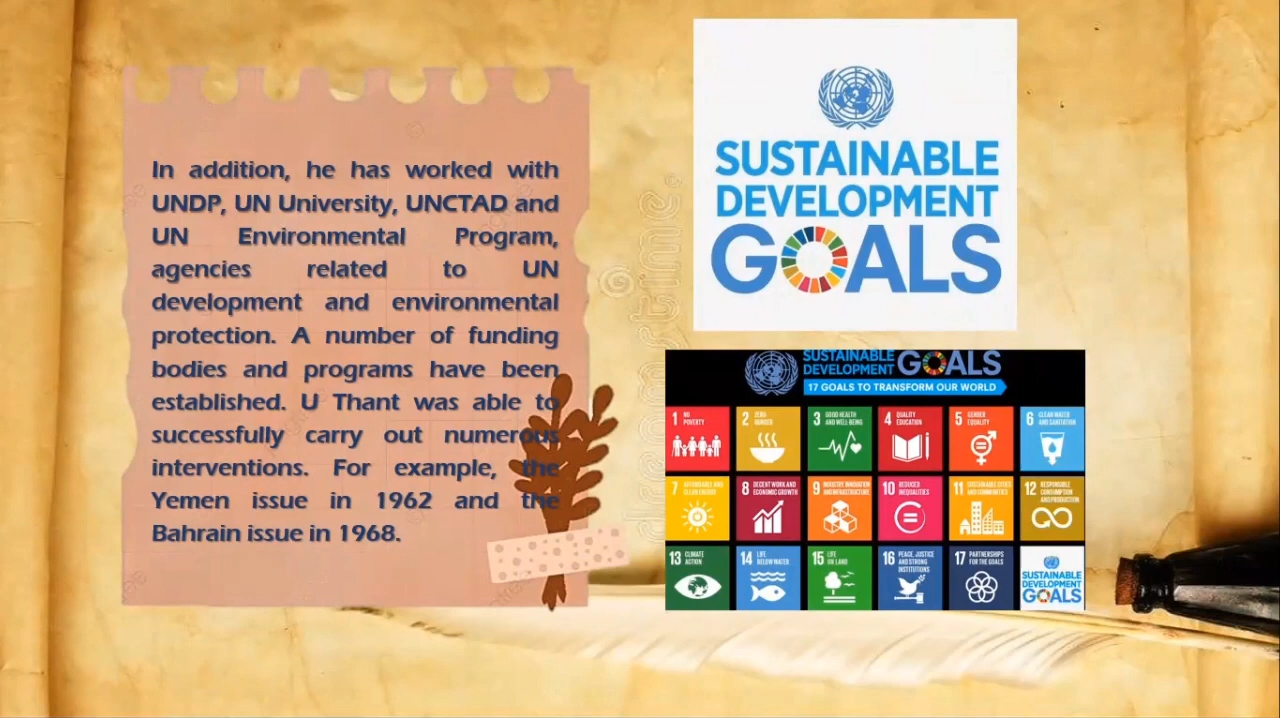 In addition, he has worked with
UNDP, UN University, UNCTAD and
UN Environmental Program,
agencies related to UN
development and environmental
protection. A number of funding
bodies and programs have been
established. U Thant was able to
successfully carry out numerous
interventions. For example, the
Yemen issue in 1962 and the
Bahrain issue in 1968.
SUSTAINABLE
DEVELOPMENT
GOALS
SUSTAINABLE
DEVELOPMENT GOALS
17 GOALS TO TRANSFORM OUR WORLD
1 NO
POVERTY
2 ZERO
HUNGER
3 GOOD HEALTH
AND WELL-BEING
4 QUALITY
EDUCATION
5 GENDER
EQUALITY
6 CLEAN WATER
AND SANITATION
7 AFFORDABLE AND
CLEAN ENERGY
8 DECENT WORK AND
ECONOMIC GROWTH
9 INDUSTRY, INNOVATION
AND INFRASTRUCTURE
10 REDUCED
INEQUALITIES
11 SUSTAINABLE CITIES
AND COMMUNITIES
12 RESPONSIBLE
CONSUMPTION
AND PRODUCTION
13 CLIMATE
ACTION
14 LIFE
BELOW WATER
15 LIFE
ON LAND
16 PEACE, JUSTICE
AND STRONG
INSTITUTIONS
17 PARTNERSHIPS
FOR THE GOALS
SUSTAINABLE
DEVELOPMENT
GOALS
dreamstime.